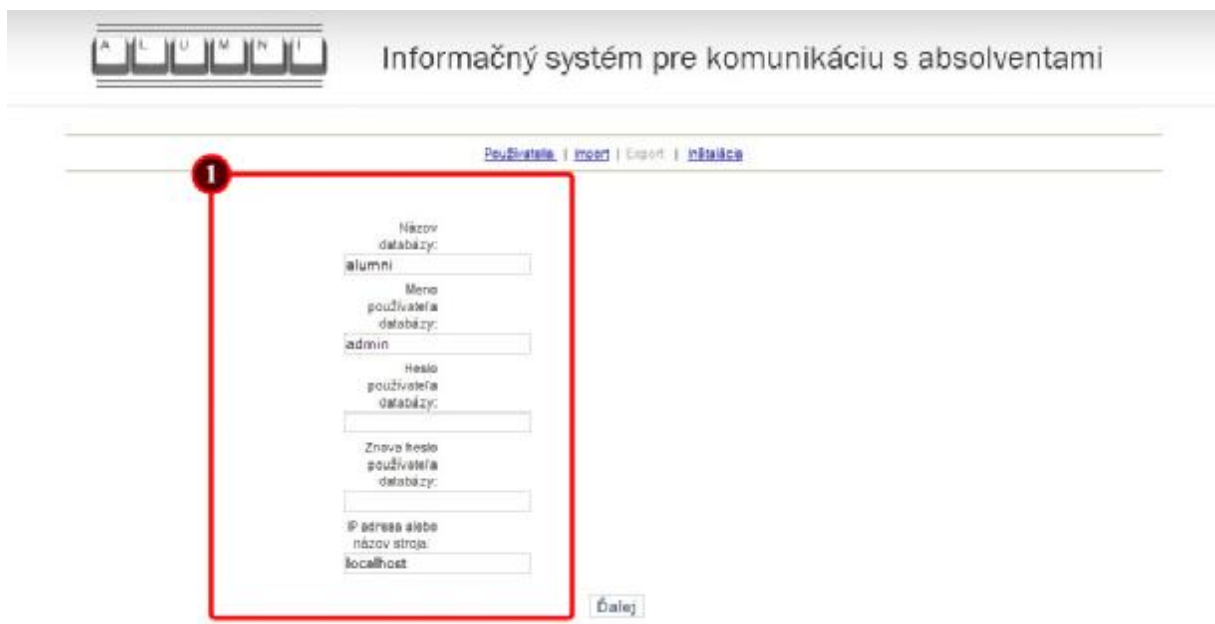 A L U M N I
Informačný systém pre komunikáciu s absolventami
Používatelia | Import | Export | Inštalácia
1
Názov
databázy:
alumni
Meno
používateľa
databázy:
admin
Heslo
používateľa
databázy:
Znova heslo
používateľa
databázy:
IP adresa alebo
názov stroja:
localhost
Ďalej